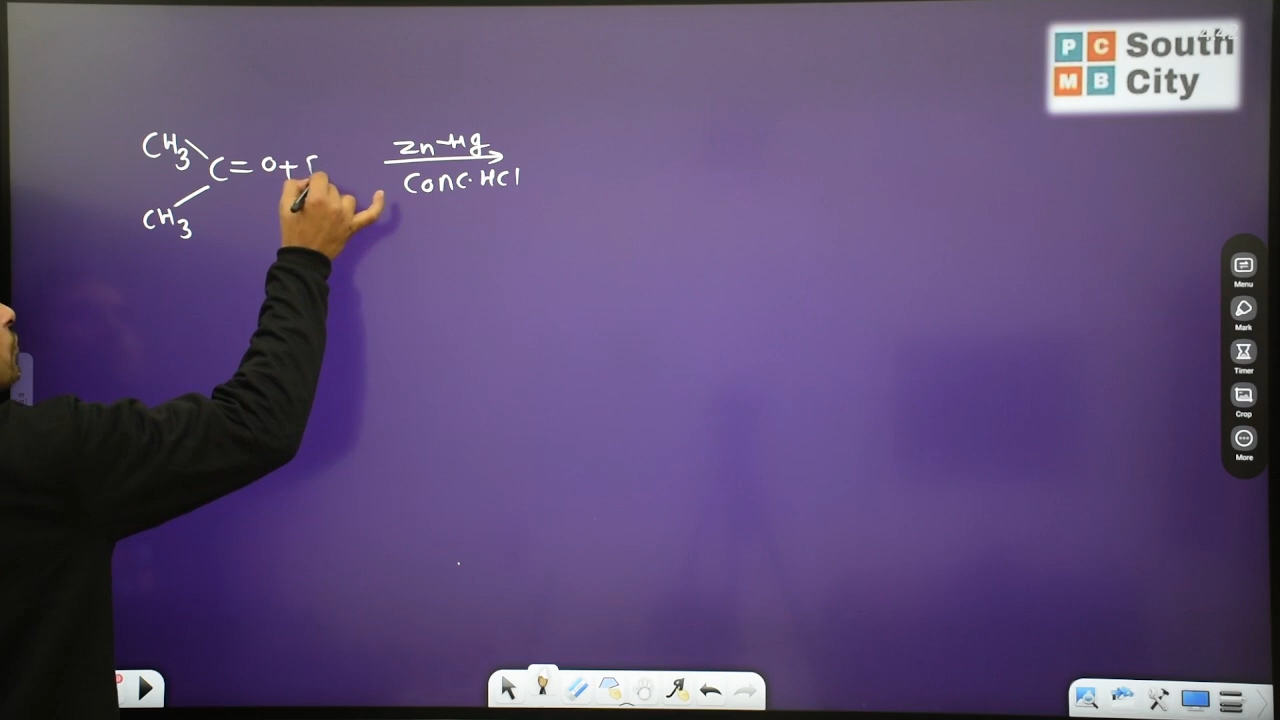 P C South
M B City
CH3
C = O +
CH3
Zn-Hg
Conc. HCl
Menu
Mark
Timer
Crop
More